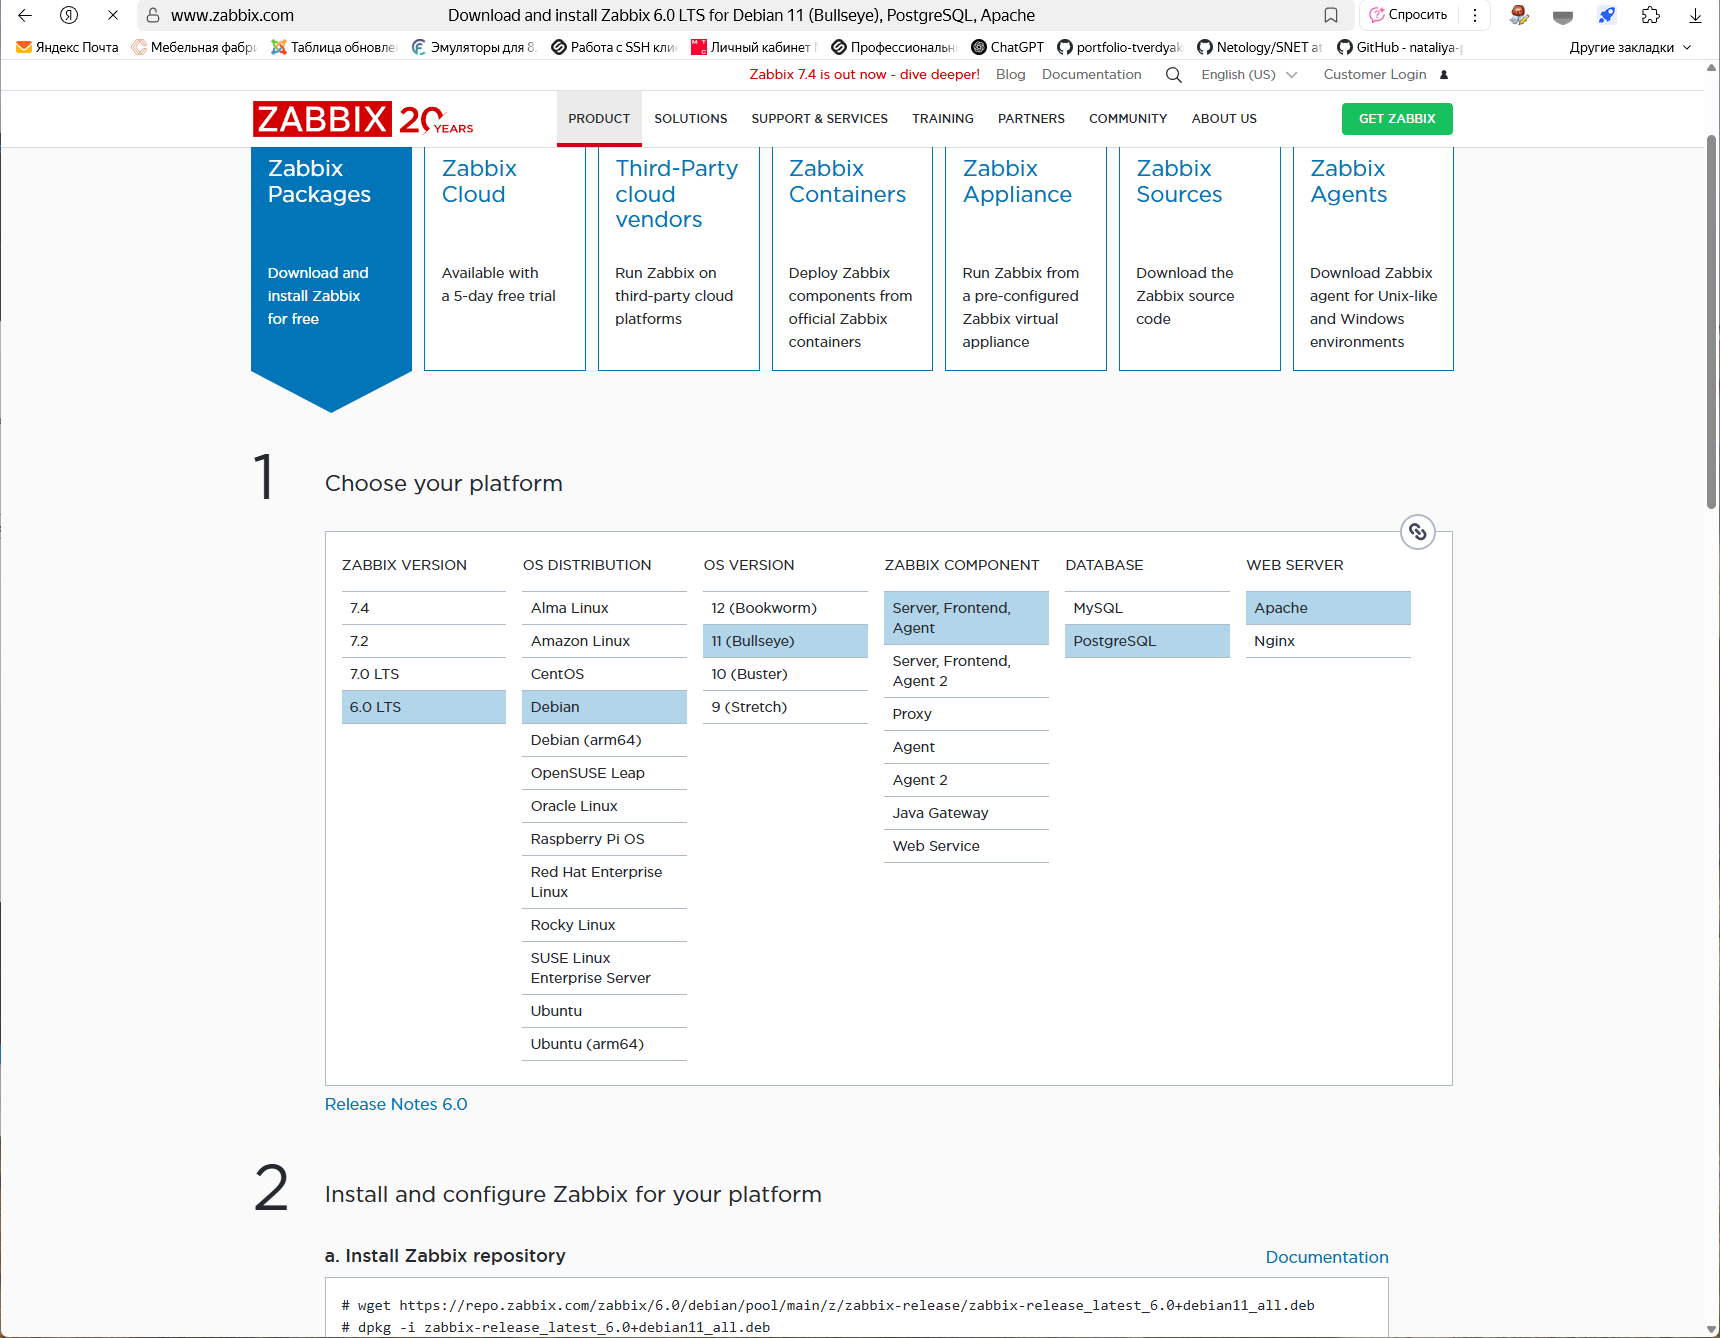 www.zabbix.com
Download and install Zabbix 6.0 LTS for Debian 11 (Bullseye), PostgreSQL, Apache
Спросить
Яндекс Почта
Мебельная фабри
Таблица обновле
Эмуляторы для 8.
Работа с SSH кли
Личный кабинет
Профессиональн
ChatGPT
portfolio-tverdyak
Netology/SNET at
GitHub - nataliya-p
Другие закладки
Zabbix 7.4 is out now - dive deeper!
Blog
Documentation
English (US)
Customer Login
ZABBIX 20 YEARS
PRODUCT
SOLUTIONS
SUPPORT & SERVICES
TRAINING
PARTNERS
COMMUNITY
ABOUT US
GET ZABBIX
Zabbix
Packages
Download and
install Zabbix
for free
Zabbix
Cloud
Available with
a 5-day free trial
Third-Party
cloud
vendors
Run Zabbix on
third-party cloud
platforms
Zabbix
Containers
Deploy Zabbix
components from
official Zabbix
containers
Zabbix
Appliance
Run Zabbix from
a pre-configured
Zabbix virtual
appliance
Zabbix
Sources
Download the
Zabbix source
code
Zabbix
Agents
Download Zabbix
agent for Unix-like
and Windows
environments
1
Choose your platform
ZABBIX VERSION
7.4
7.2
7.0 LTS
6.0 LTS
OS DISTRIBUTION
Alma Linux
Amazon Linux
CentOS
Debian
Debian (arm64)
OpenSUSE Leap
Oracle Linux
Raspberry Pi OS
Red Hat Enterprise
Linux
Rocky Linux
SUSE Linux
Enterprise Server
Ubuntu
Ubuntu (arm64)
OS VERSION
12 (Bookworm)
11 (Bullseye)
10 (Buster)
9 (Stretch)
ZABBIX COMPONENT
Server, Frontend,
Agent
Server, Frontend,
Agent 2
Proxy
Agent
Agent 2
Java Gateway
Web Service
DATABASE
MySQL
PostgreSQL
WEB SERVER
Apache
Nginx
Release Notes 6.0
2
Install and configure Zabbix for your platform
a. Install Zabbix repository
Documentation
# wget https://repo.zabbix.com/zabbix/6.0/debian/pool/main/z/zabbix-release/zabbix-release_latest_6.0+debian11_all.deb
# dpkg -i zabbix-release_latest_6.0+debian11_all.deb